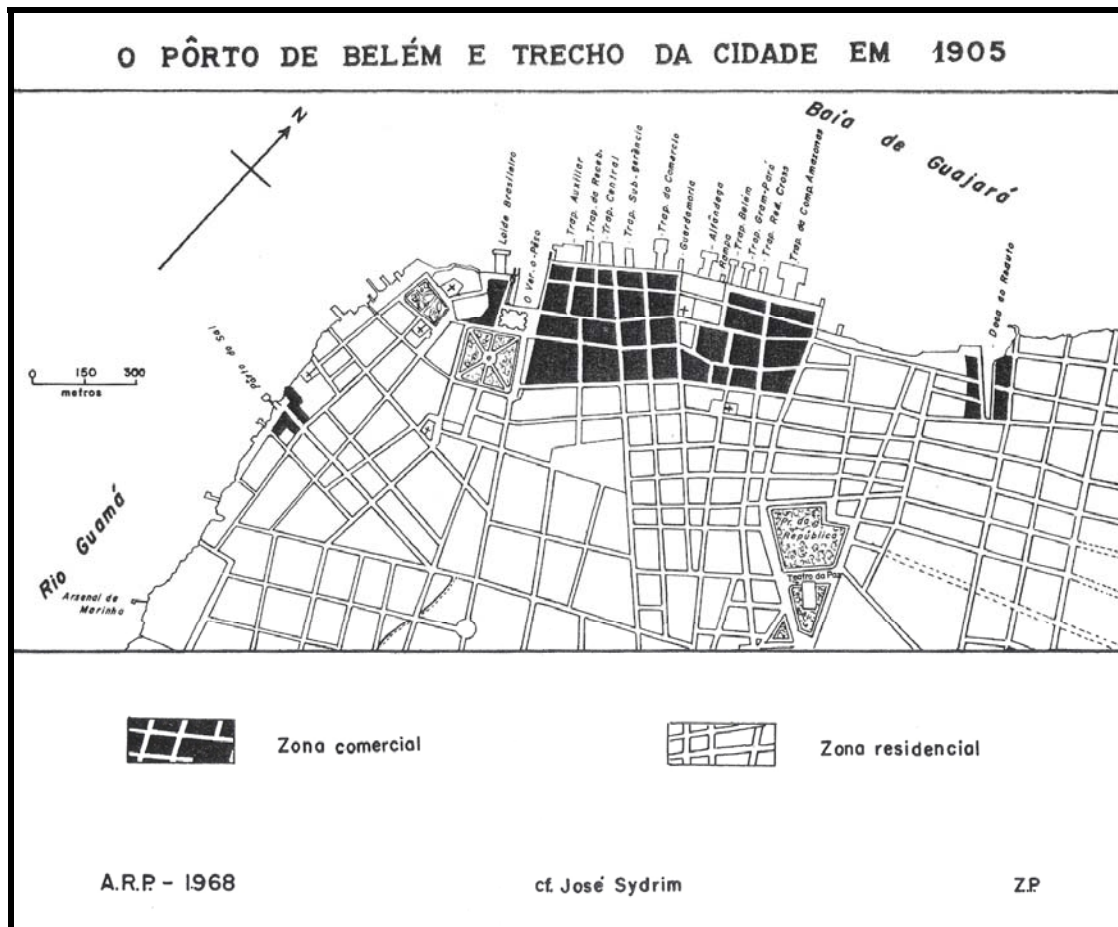 O PÔRTO DE BELÉM E TRECHO DA CIDADE EM 1905
N
Baía de Guajará
Loide Brasileiro
O Ver-o-Pêso
Trap. Auxiliar
Trap. da Receb.
Trap. Central
Trap. Sub-gerência
Trap. do Comercio
Guardamoria
Alfândega
Rampa
Trap. Belém
Trap. Gram-Pará
Trap. Red. Cross
Trap. da Comp. Amazonas
Doca do Reduto
0 150 300
metros
Pôrto do Sal
Rio Guamá
Arsenal de
Marinha
Pr. da
República
Teatro da Paz
Zona comercial
Zona residencial
A.R.P. - 1968
cf. José Sydrim
Z.P.